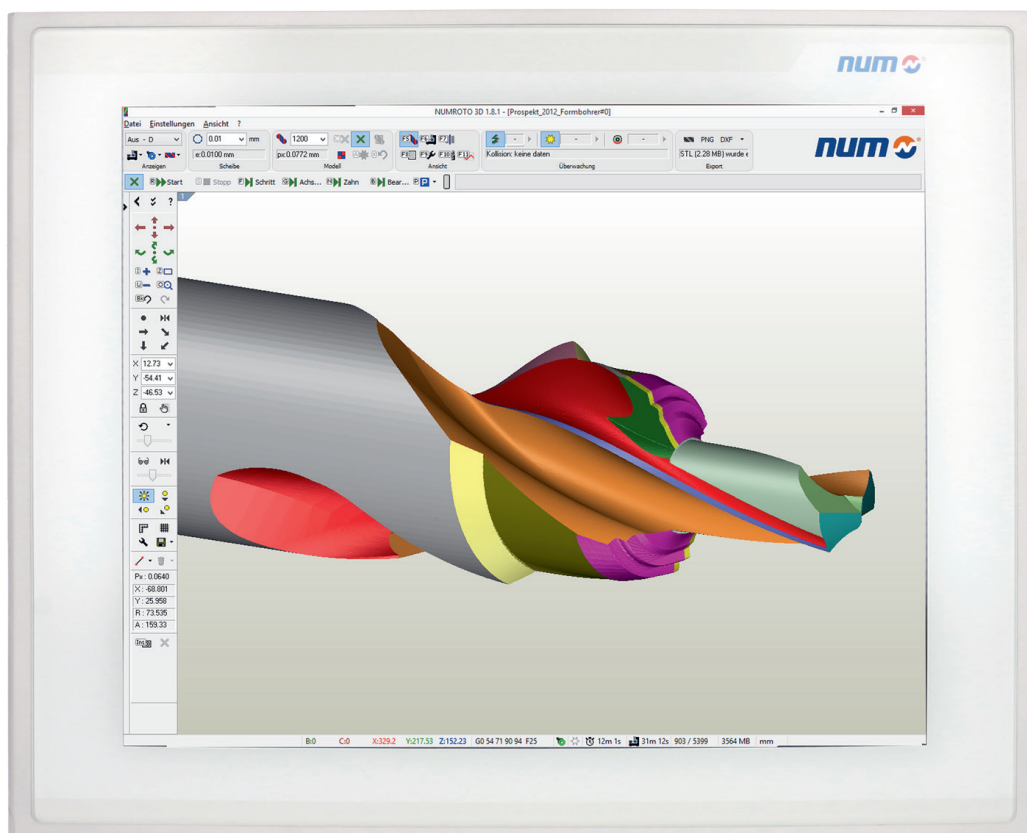 num
NUMROTO 3D 1.8.1 - [Prospekt_2012_Formbohrer#0]
Datei Einstellungen Ansicht ?
Aus - D
0.01 mm
1200
F5 F6 F7
PNG DXF
num
e:0.0100 mm
px:0.0772 mm
Kollision: keine daten
STL (2.28 MB) wurde e
Anzeigen Scheibe Modell Ansicht Überwachung Export
Start Stopp Schritt Achs... Zahn Bear...
1
?
X 12.73
Y -54.41
Z -46.53
Px : 0.0640
X : -68.801
Y : 25.958
R : 73.535
A : 159.33
B:0 C:0 X:329.2 Y:217.53 Z:152.23 G0 54 71 90 94 F25 12m 1s 31m 12s 903 / 5399 3564 MB mm